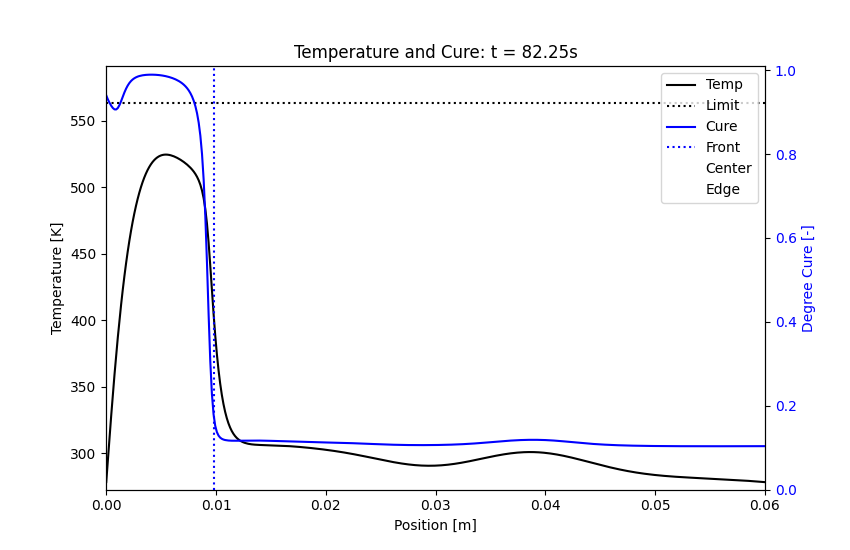 Temperature and Cure: t = 82.25s
Temp
Limit
Cure
Front
Center
Edge
Temperature [K]
550
500
450
400
350
300
Degree Cure [-]
1.0
0.8
0.6
0.4
0.2
0.0
0.00 0.01 0.02 0.03 0.04 0.05 0.06
Position [m]